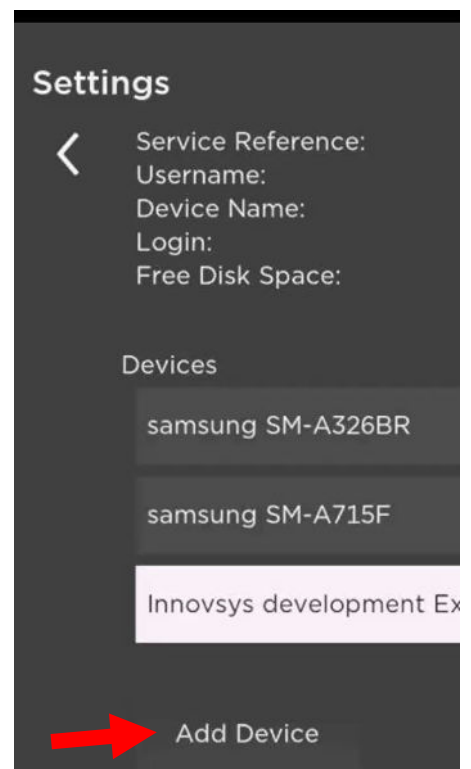 Settings
Service Reference:
Username:
Device Name:
Login:
Free Disk Space:
Devices
samsung SM-A326BR
samsung SM-A715F
Innovsys development Ex
Add Device